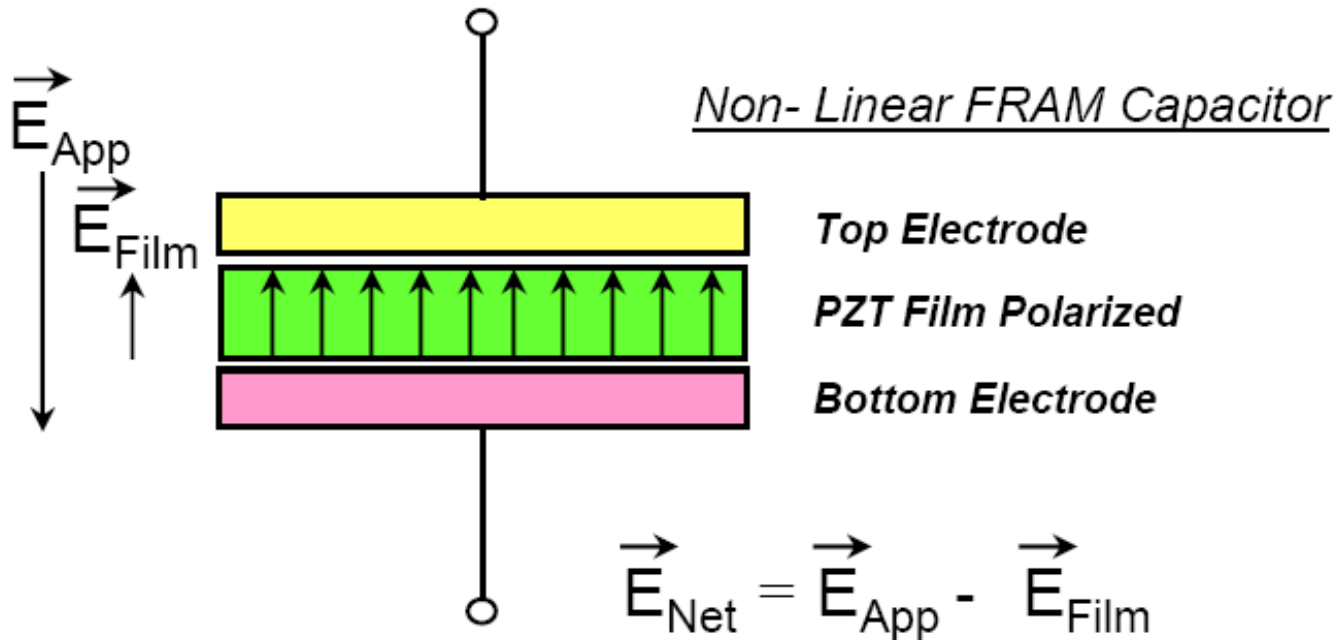 E⃗App
E⃗Film
Non- Linear FRAM Capacitor
Top Electrode
PZT Film Polarized
Bottom Electrode
E⃗Net = E⃗App - E⃗Film